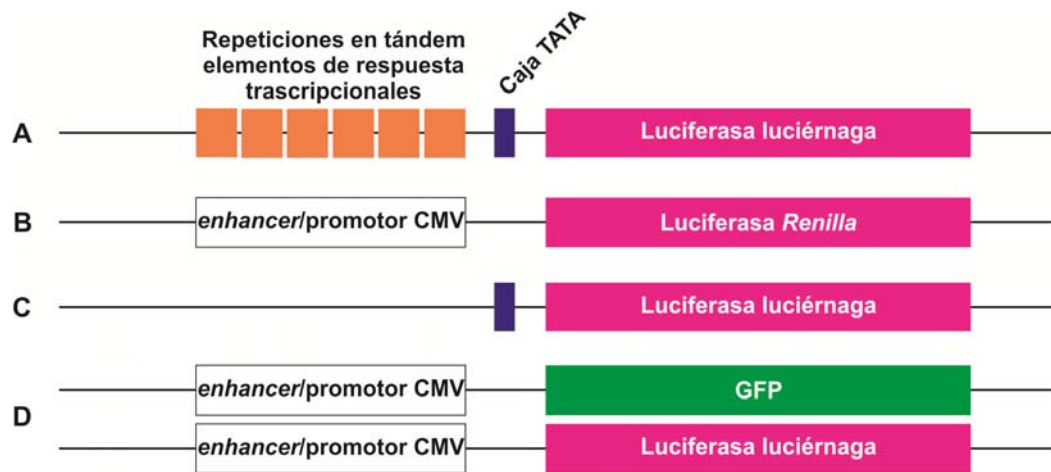 Repeticiones en tándem
elementos de respuesta
trascripcionales
Caja TATA
A
Luciferasa luciérnaga
B
enhancer/promotor CMV
Luciferasa Renilla
C
Luciferasa luciérnaga
D
enhancer/promotor CMV
GFP
enhancer/promotor CMV
Luciferasa luciérnaga